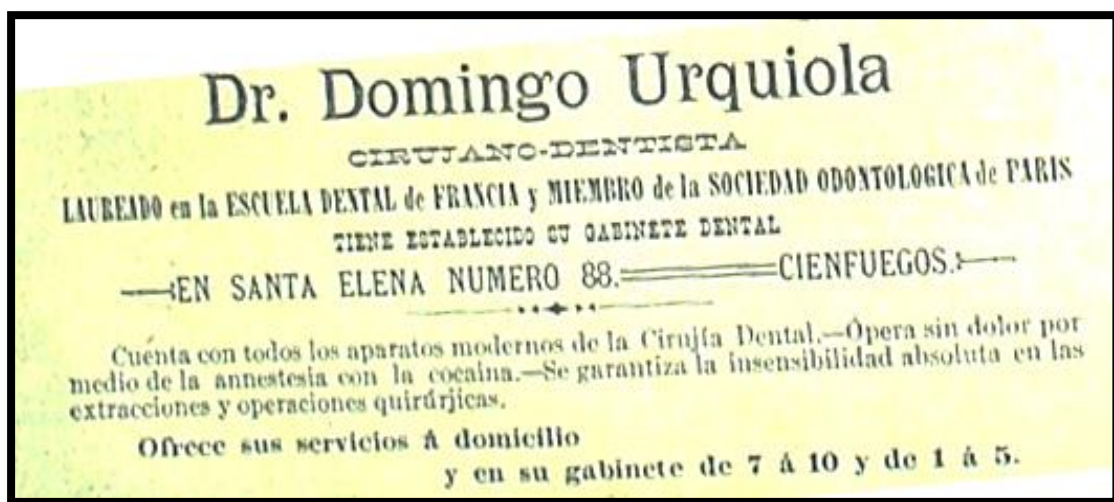 Dr. Domingo Urquiola
CIRUJANO-DENTISTA
LAUREADO en la ESCUELA DENTAL de FRANCIA y MIEMBRO de la SOCIEDAD ODONTOLOGICA de PARIS
TIENE ESTABLECIDO SU GABINETE DENTAL
EN SANTA ELENA NUMERO 88. CIENFUEGOS.
Cuenta con todos los aparatos modernos de la Cirujía Dental.—Opera sin dolor por
medio de la annestesia con la cocaina.—Se garantiza la insensibilidad absoluta en las
extracciones y operaciones quirúrjicas.
Ofrece sus servicios á domicilio
y en su gabinete de 7 á 10 y de 1 á 5.